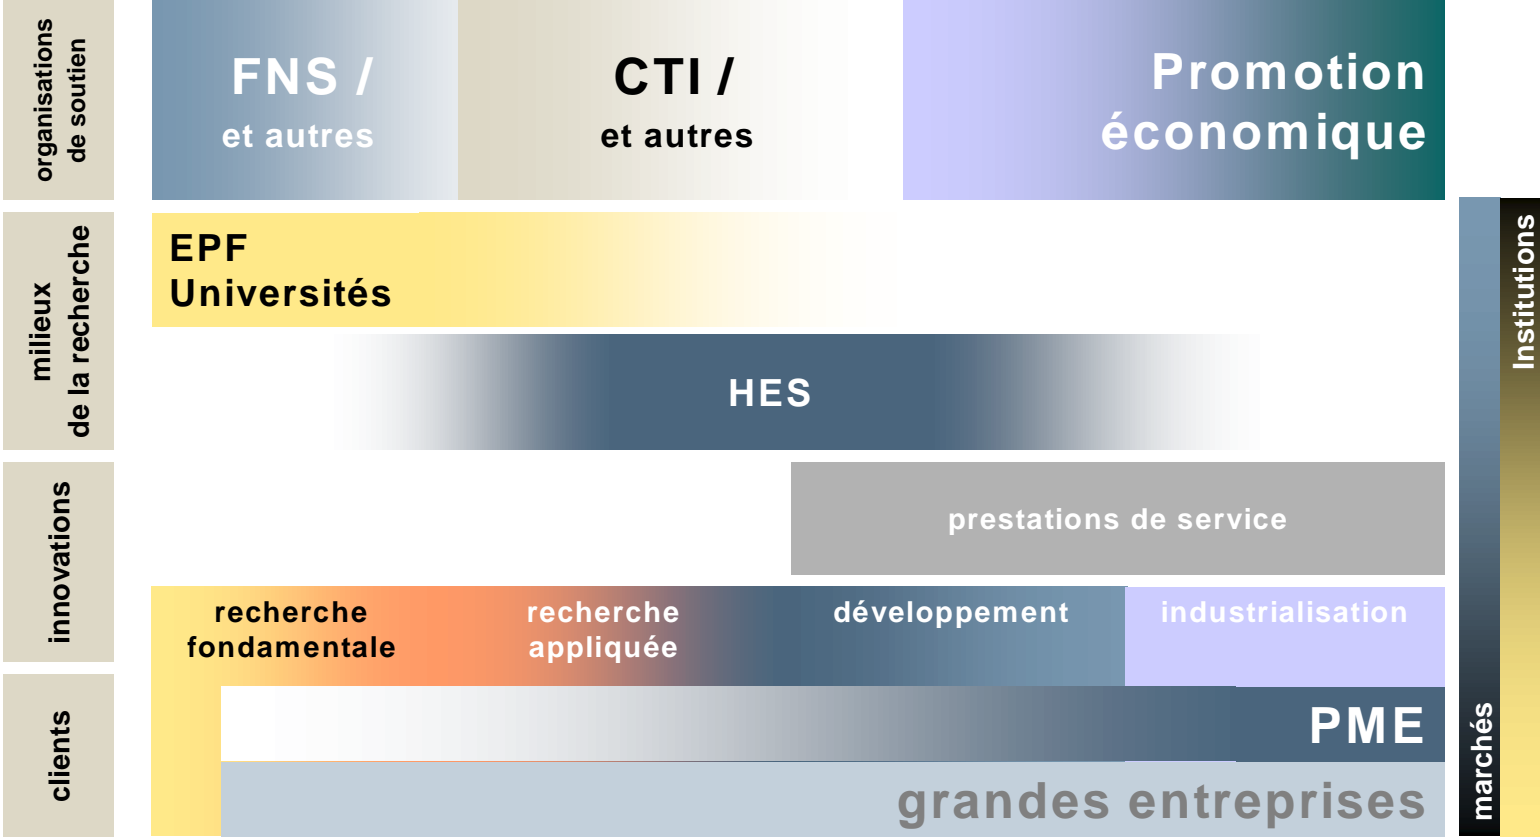 organisations
de soutien
FNS /
et autres
CTI /
et autres
Promotion
économique
milieux
de la recherche
EPF
Universités
HES
Institutions
innovations
prestations de service
recherche
fondamentale
recherche
appliquée
développement
industrialisation
clients
PME
grandes entreprises
marchés